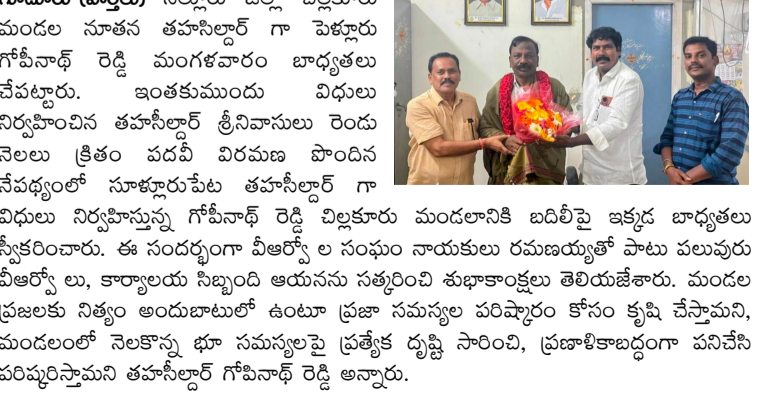 మండల నూతన తహసిల్దార్ గా పెళ్లూరు
గోపీనాథ్ రెడ్డి మంగళవారం బాధ్యతలు
చేపట్టారు. ఇంతకుముందు విధులు
నిర్వహించిన తహసీల్దార్ శ్రీనివాసులు రెండు
నెలలు క్రితం పదవీ విరమణ పొందిన
నేపథ్యంలో సూళ్లూరుపేట తహసీల్దార్ గా
విధులు నిర్వహిస్తున్న గోపీనాథ్ రెడ్డి చిల్లకూరు మండలానికి బదిలీపై ఇక్కడ బాధ్యతలు
స్వీకరించారు. ఈ సందర్భంగా వీఆర్వో ల సంఘం నాయకులు రమణయ్యతో పాటు పలువురు
వీఆర్వో లు, కార్యాలయ సిబ్బంది ఆయనను సత్కరించి శుభాకాంక్షలు తెలియజేశారు. మండల
ప్రజలకు నిత్యం అందుబాటులో ఉంటూ ప్రజా సమస్యల పరిష్కారం కోసం కృషి చేస్తామని,
మండలంలో నెలకొన్న భూ సమస్యలపై ప్రత్యేక దృష్టి సారించి, ప్రణాళికాబద్ధంగా పనిచేసి
పరిష్కరిస్తామని తహసీల్దార్ గోపినాథ్ రెడ్డి అన్నారు.